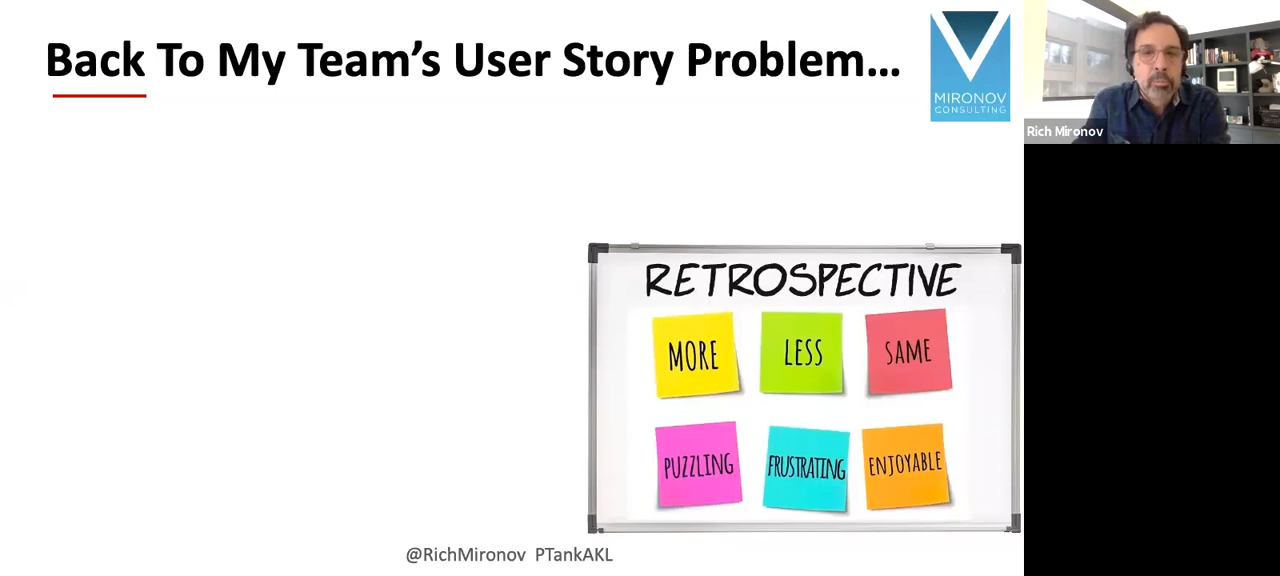 Back To My Team's User Story Problem...
MIRONOV
CONSULTING
Rich Mironov
RETROSPECTIVE
MORE LESS SAME
PUZZLING FRUSTRATING ENJOYABLE
@RichMironov PTankAKL